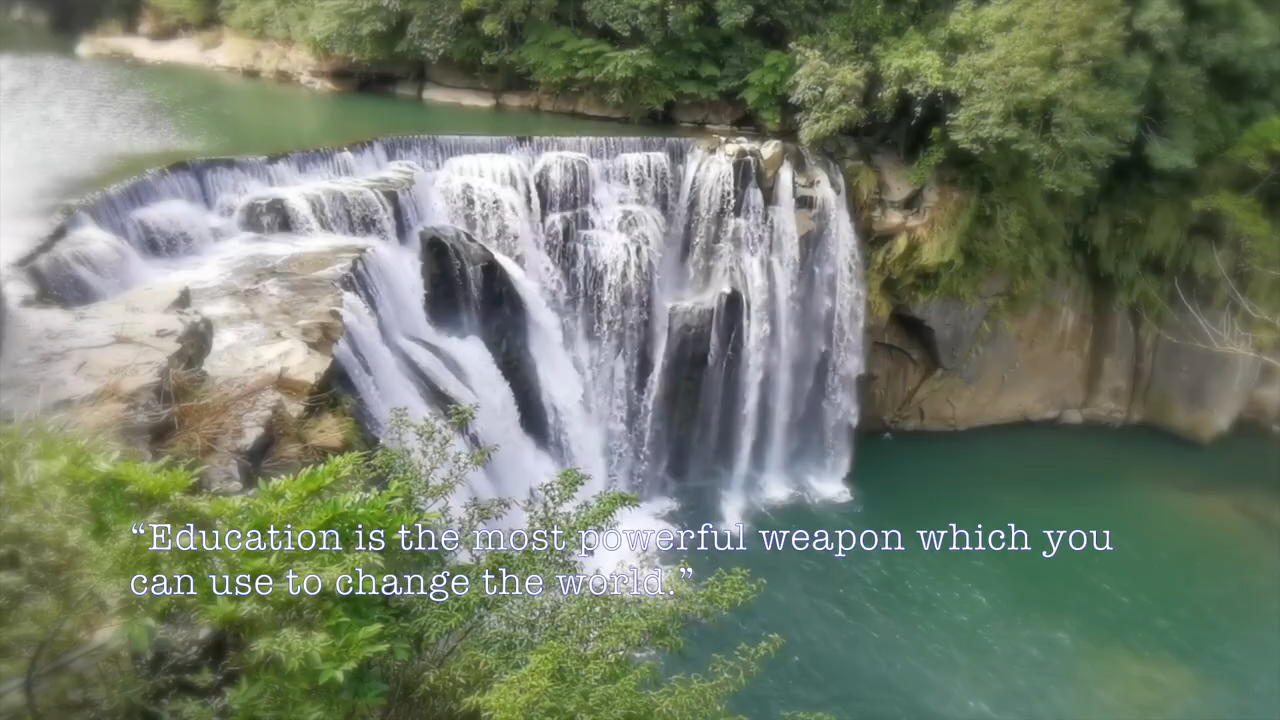 “Education is the most powerful weapon which you
can use to change the world.”